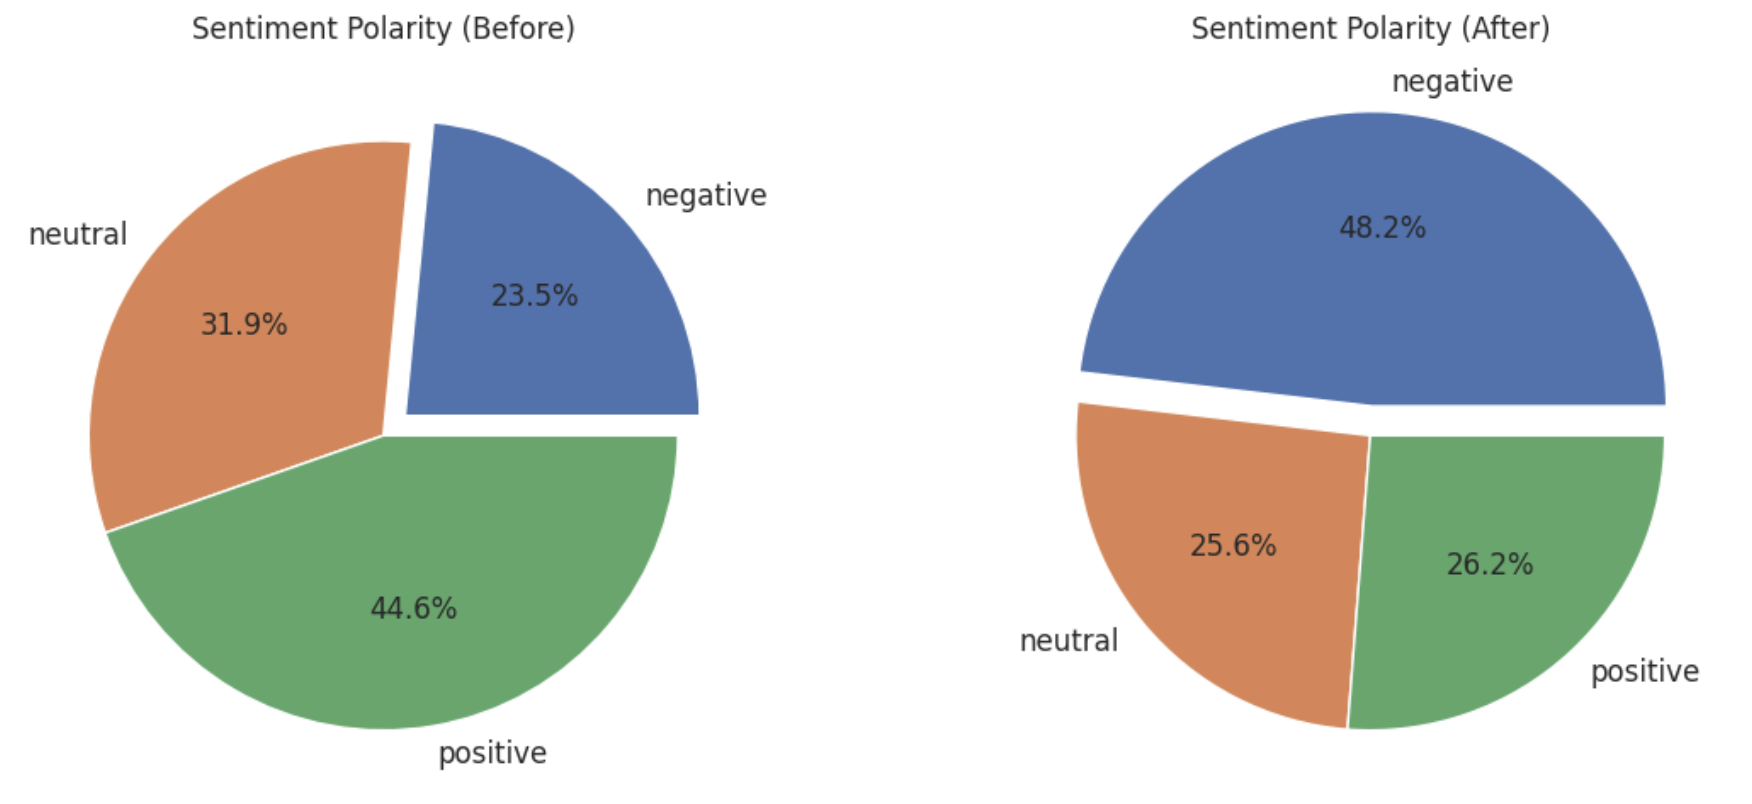 Sentiment Polarity (Before)
negative
neutral
23.5%
31.9%
44.6%
positive
Sentiment Polarity (After)
negative
48.2%
25.6%
26.2%
neutral
positive